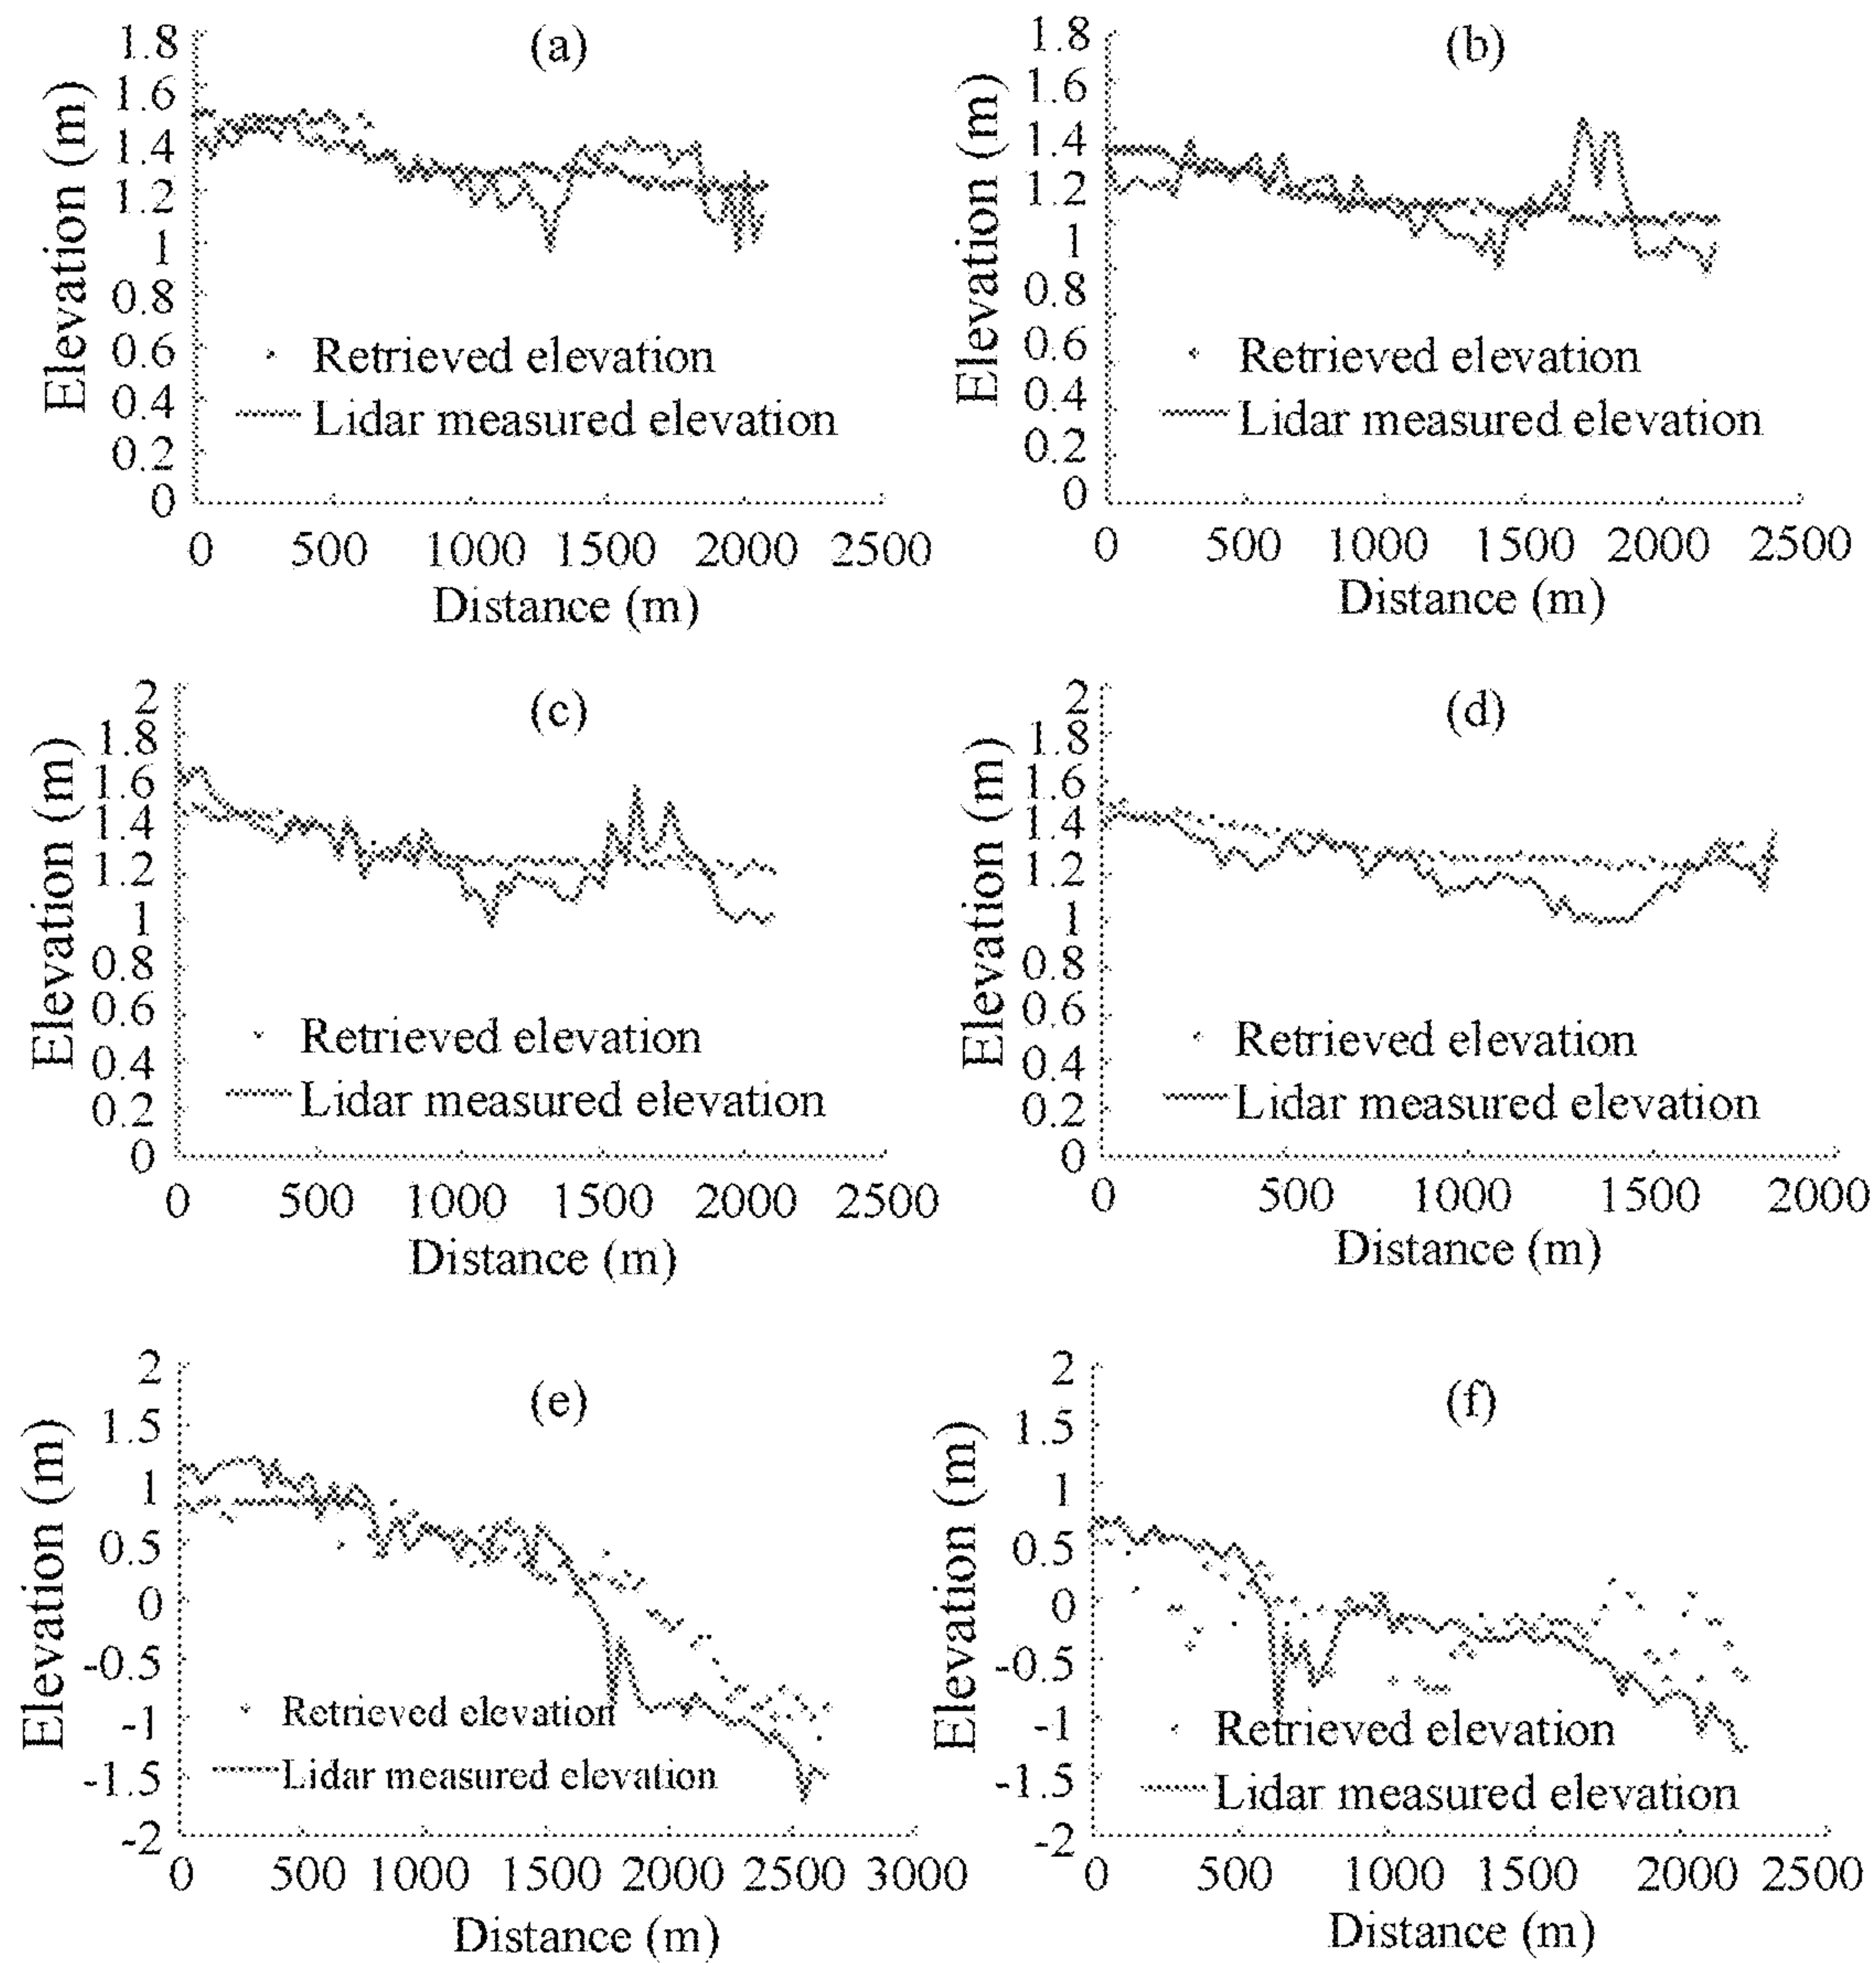 (a)
Elevation (m)
1.8
1.6
1.4
1.2
1
0.8
0.6
0.4
0.2
0
Retrieved elevation
Lidar measured elevation
0 500 1000 1500 2000 2500
Distance (m)
(b)
Elevation (m)
1.8
1.6
1.4
1.2
1
0.8
0.6
0.4
0.2
0
Retrieved elevation
Lidar measured elevation
0 500 1000 1500 2000 2500
Distance (m)
(c)
Elevation (m)
2
1.8
1.6
1.4
1.2
1
0.8
0.6
0.4
0.2
0
Retrieved elevation
Lidar measured elevation
0 500 1000 1500 2000 2500
Distance (m)
(d)
Elevation (m)
2
1.8
1.6
1.4
1.2
1
0.8
0.6
0.4
0.2
0
Retrieved elevation
Lidar measured elevation
0 500 1000 1500 2000
Distance (m)
(e)
Elevation (m)
2
1.5
1
0.5
0
-0.5
-1
-1.5
-2
Retrieved elevation
Lidar measured elevation
0 500 1000 1500 2000 2500 3000
Distance (m)
(f)
Elevation (m)
2
1.5
1
0.5
0
-0.5
-1
-1.5
-2
Retrieved elevation
Lidar measured elevation
0 500 1000 1500 2000 2500
Distance (m)